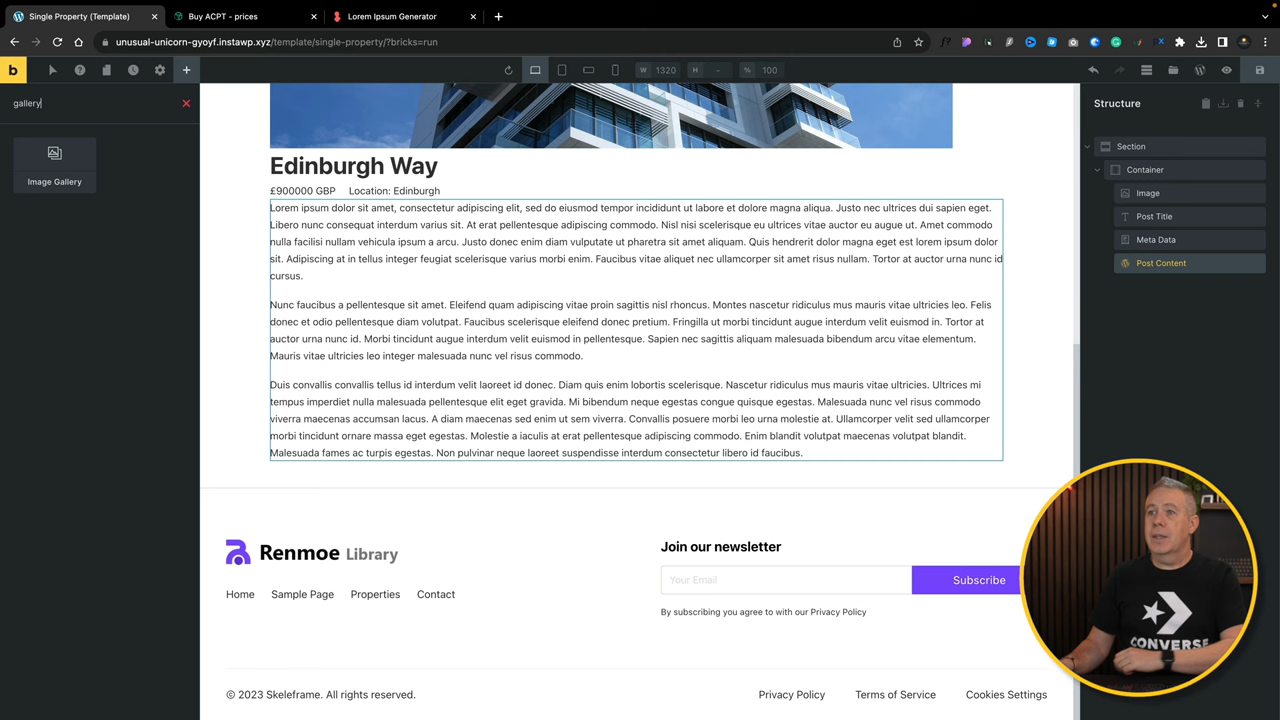 Single Property (Template)
Buy ACPT - prices
Lorem Ipsum Generator
unusual-unicorn-gyoyf.instawp.xyz/template/single-property/?bricks=run
b
W 1320 H - % 100
gallery
Image Gallery
Structure
Section
Container
Image
Post Title
Meta Data
Post Content
Edinburgh Way
£900000 GBP Location: Edinburgh
Lorem ipsum dolor sit amet, consectetur adipiscing elit, sed do eiusmod tempor incididunt ut labore et dolore magna aliqua. Justo nec ultrices dui sapien eget.
Libero nunc consequat interdum varius sit. At erat pellentesque adipiscing commodo. Nisl nisi scelerisque eu ultrices vitae auctor eu augue ut. Amet commodo
nulla facilisi nullam vehicula ipsum a arcu. Justo donec enim diam vulputate ut pharetra sit amet aliquam. Quis hendrerit dolor magna eget est lorem ipsum dolor
sit. Adipiscing at in tellus integer feugiat scelerisque varius morbi enim. Faucibus vitae aliquet nec ullamcorper sit amet risus nullam. Tortor at auctor urna nunc id
cursus.
Nunc faucibus a pellentesque sit amet. Eleifend quam adipiscing vitae proin sagittis nisl rhoncus. Montes nascetur ridiculus mus mauris vitae ultricies leo. Felis
donec et odio pellentesque diam volutpat. Faucibus scelerisque eleifend donec pretium. Fringilla ut morbi tincidunt augue interdum velit euismod in. Tortor at
auctor urna nunc id. Morbi tincidunt augue interdum velit euismod in pellentesque. Sapien nec sagittis aliquam malesuada bibendum arcu vitae elementum.
Mauris vitae ultricies leo integer malesuada nunc vel risus commodo.
Duis convallis convallis tellus id interdum velit laoreet id donec. Diam quis enim lobortis scelerisque. Nascetur ridiculus mus mauris vitae ultricies. Ultrices mi
tempus imperdiet nulla malesuada pellentesque elit eget gravida. Mi bibendum neque egestas congue quisque egestas. Malesuada nunc vel risus commodo
viverra maecenas accumsan lacus. A diam maecenas sed enim ut sem viverra. Convallis posuere morbi leo urna molestie at. Ullamcorper velit sed ullamcorper
morbi tincidunt ornare massa eget egestas. Molestie a iaculis at erat pellentesque adipiscing commodo. Enim blandit volutpat maecenas volutpat blandit.
Malesuada fames ac turpis egestas. Non pulvinar neque laoreet suspendisse interdum consectetur libero id faucibus.
Renmoe Library
Home Sample Page Properties Contact
Join our newsletter
Your Email
Subscribe
By subscribing you agree to with our Privacy Policy
CONVERSE
© 2023 Skeleframe. All rights reserved.
Privacy Policy Terms of Service Cookies Settings